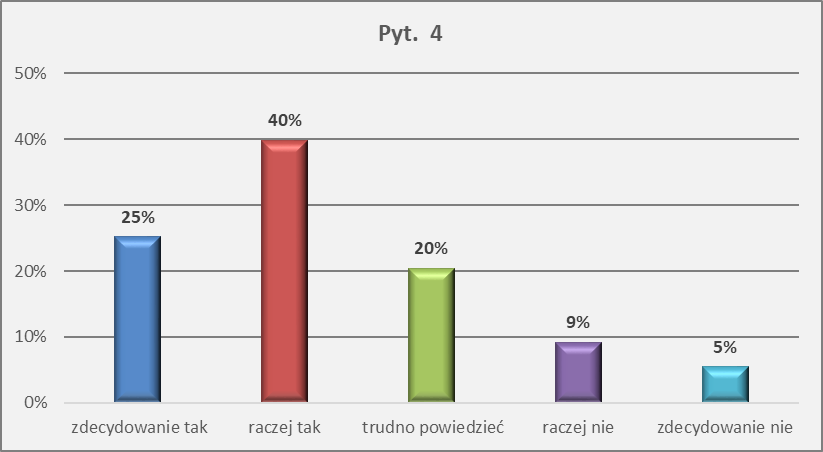 Pyt. 4
50%
40%
40%
30%
25%
20%
20%
10%
9%
5%
0%
zdecydowanie tak
raczej tak
trudno powiedzieć
raczej nie
zdecydowanie nie